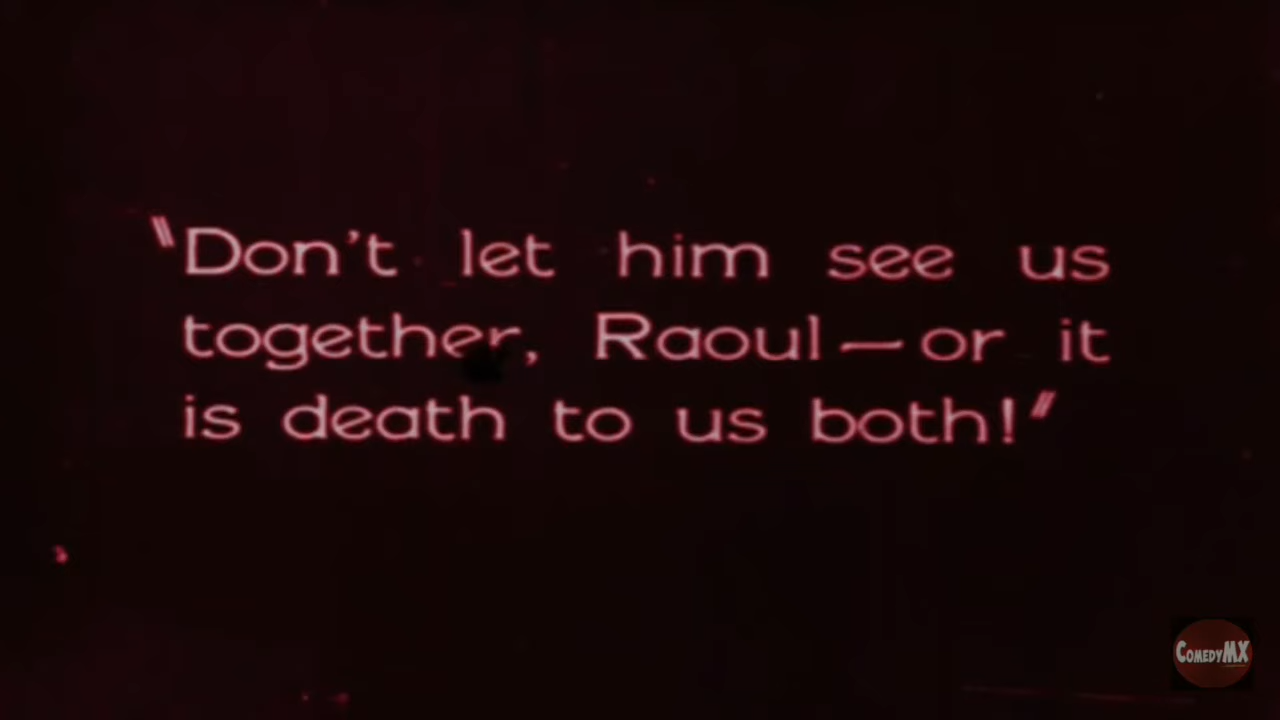 "Don't let him see us
together, Raoul—or it
is death to us both!"
ComedyMX